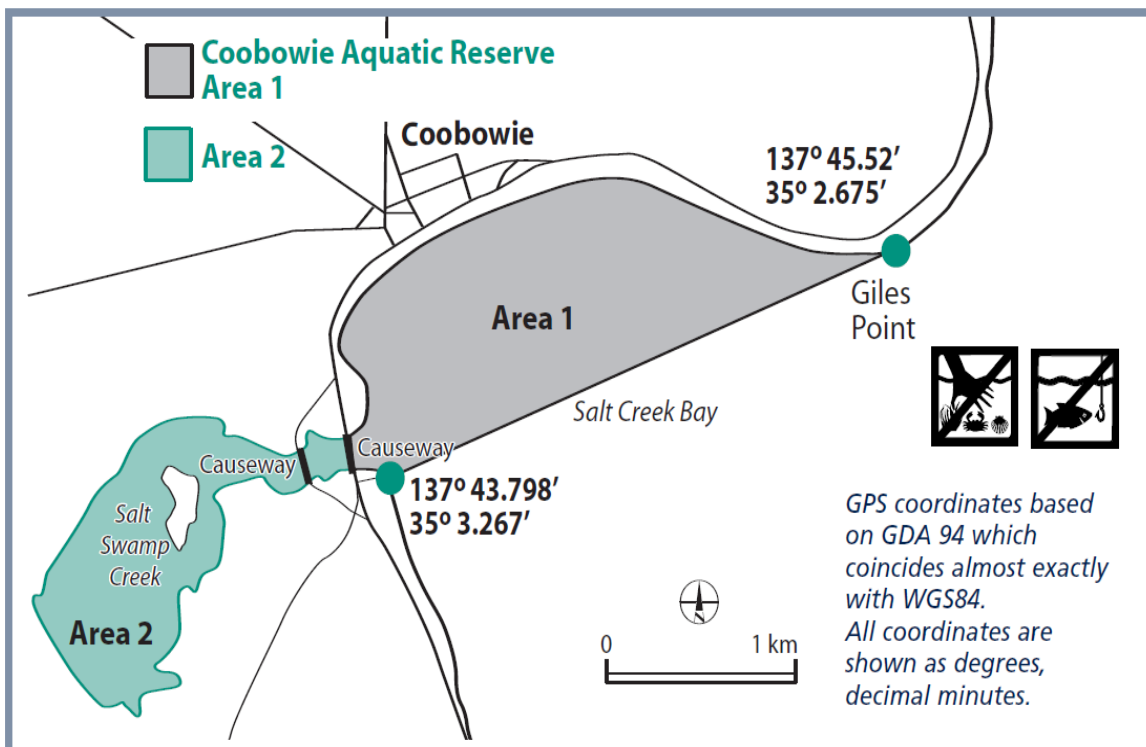 Coobowie Aquatic Reserve
Area 1
Area 2
Coobowie
137º 45.52’
35º 2.675’
Giles
Point
Area 1
Salt Creek Bay
Causeway
Causeway
137º 43.798’
35º 3.267’
Salt
Swamp
Creek
Area 2
N
0 1 km
GPS coordinates based
on GDA 94 which
coincides almost exactly
with WGS84.
All coordinates are
shown as degrees,
decimal minutes.